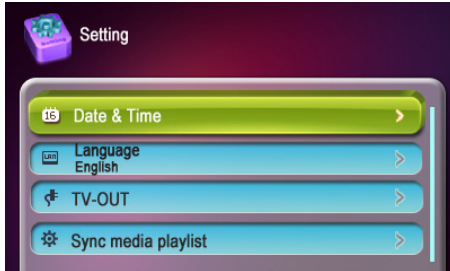 Setting
16
Date & Time
Language
English
TV-OUT
Sync media playlist